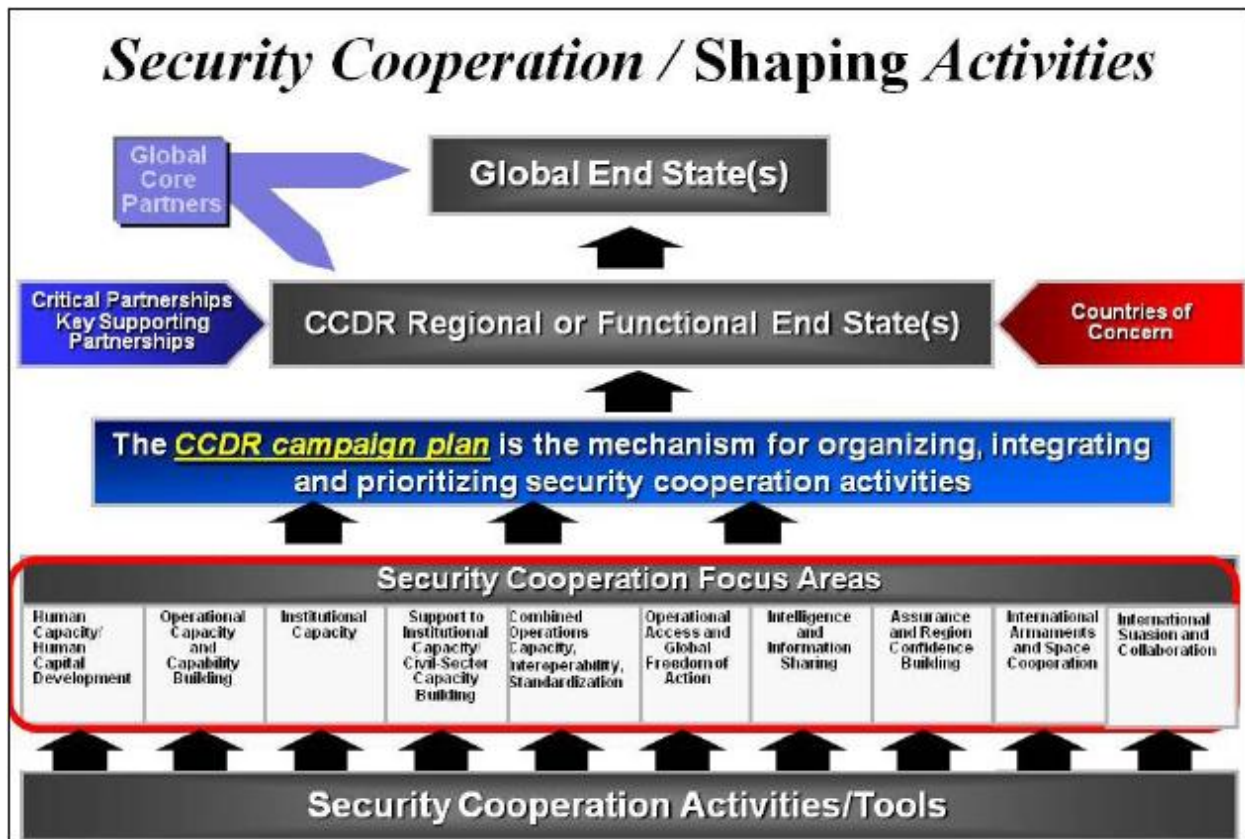 Security Cooperation / Shaping Activities
Global
Core
Partners
Global End State(s)
Critical Partnerships
Key Supporting
Partnerships
CCDR Regional or Functional End State(s)
Countries of
Concern
The CCDR campaign plan is the mechanism for organizing, integrating
and prioritizing security cooperation activities
Security Cooperation Focus Areas
Human
Capacity/
Human
Capital
Development
Operational
Capacity
and
Capability
Building
Institutional
Capacity
Support to
Institutional
Capacity/
Civil-Sector
Capacity
Building
Combined
Operations
Capacity,
Interoperability,
Standardization
Operational
Access and
Global
Freedom of
Action
Intelligence
and
Information
Sharing
Assurance
and Region
Confidence
Building
International
Armaments
and Space
Cooperation
International
Suasion and
Collaboration
Security Cooperation Activities/Tools